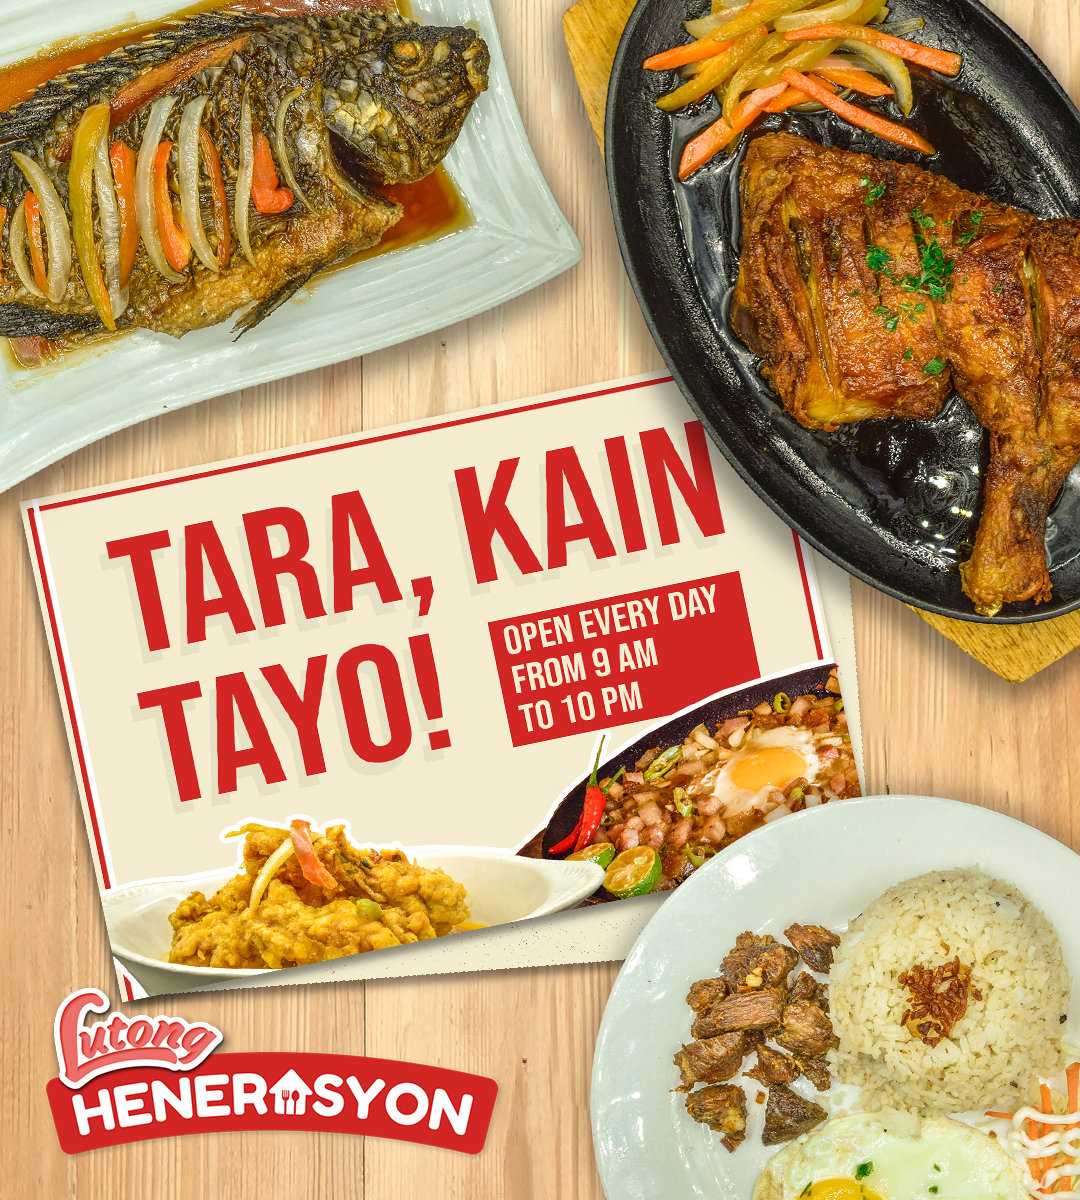 TARA, KAIN
TAYO!
OPEN EVERY DAY
FROM 9 AM
TO 10 PM
Lutong
HENERASYON